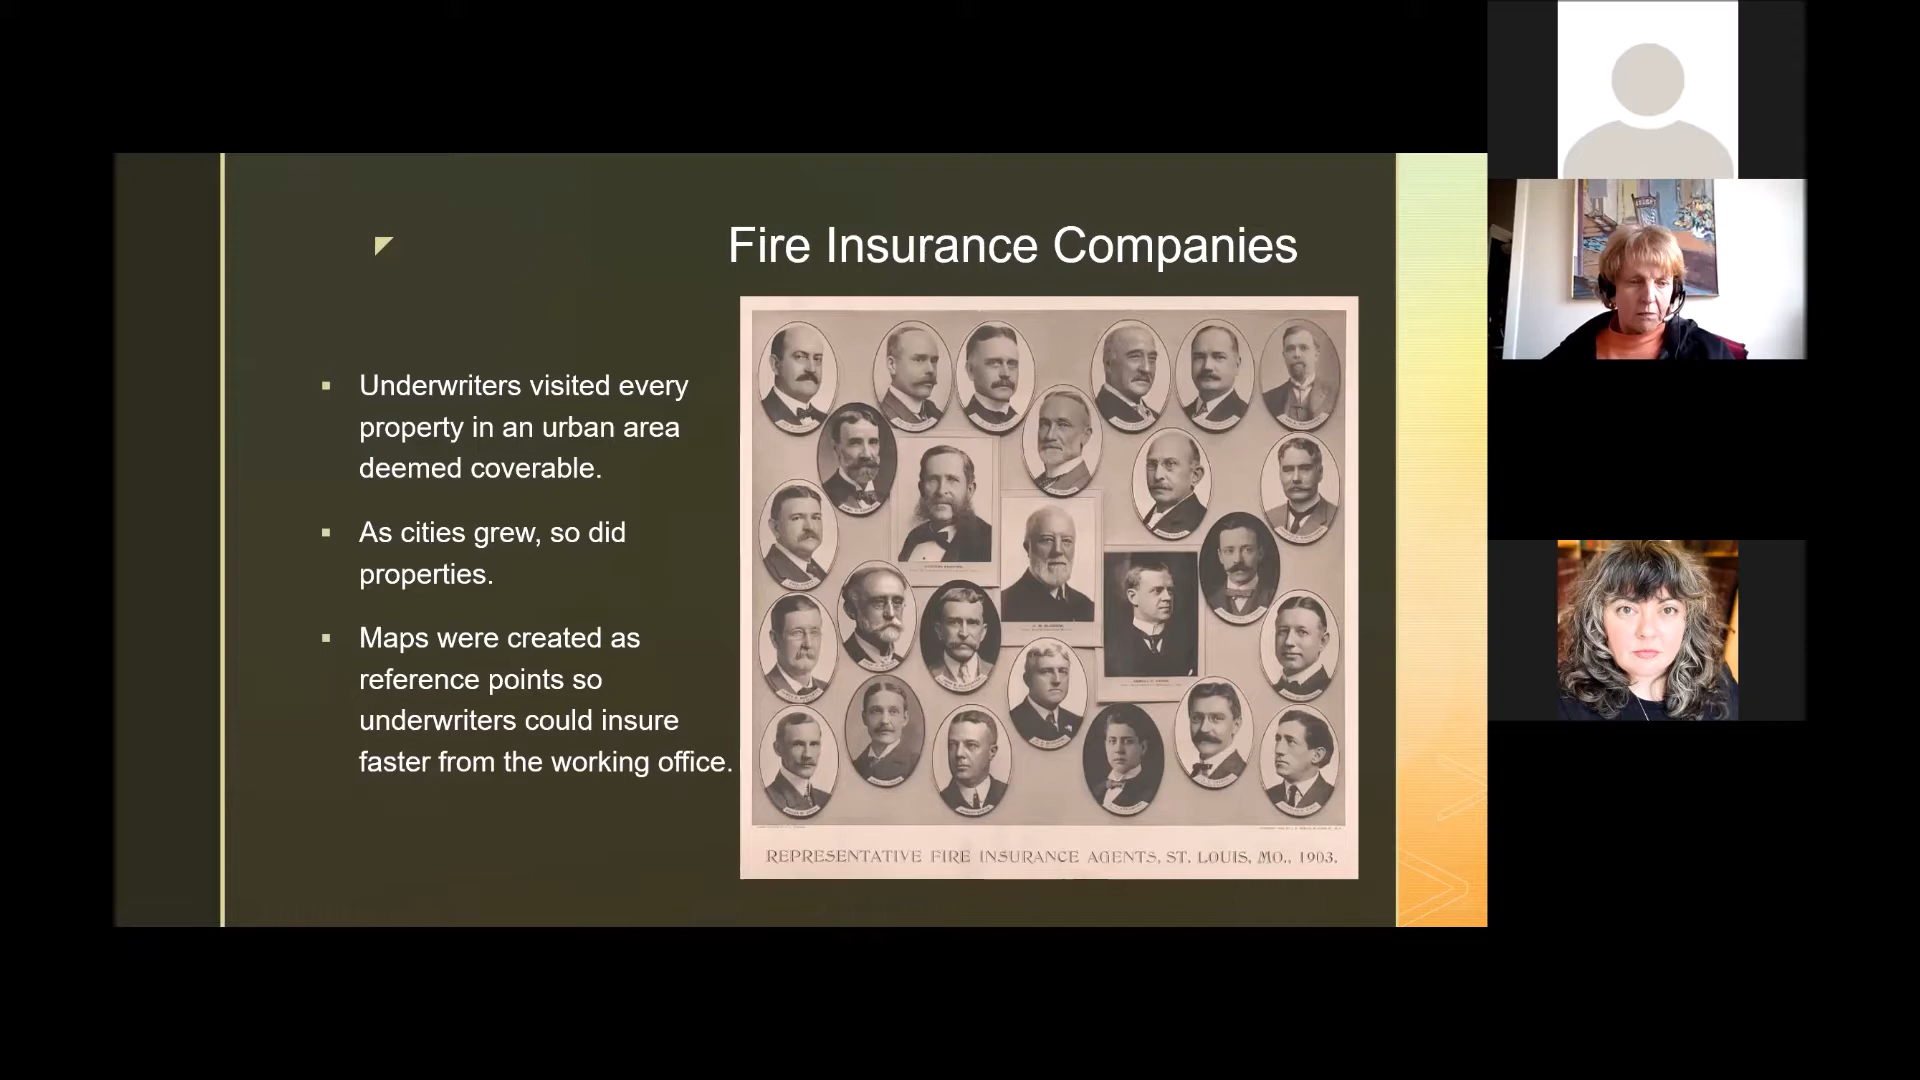 Fire Insurance Companies
Underwriters visited every
property in an urban area
deemed coverable.
As cities grew, so did
properties.
Maps were created as
reference points so
underwriters could insure
faster from the working office.
REPRESENTATIVE FIRE INSURANCE AGENTS, ST. LOUIS, MO., 1903.